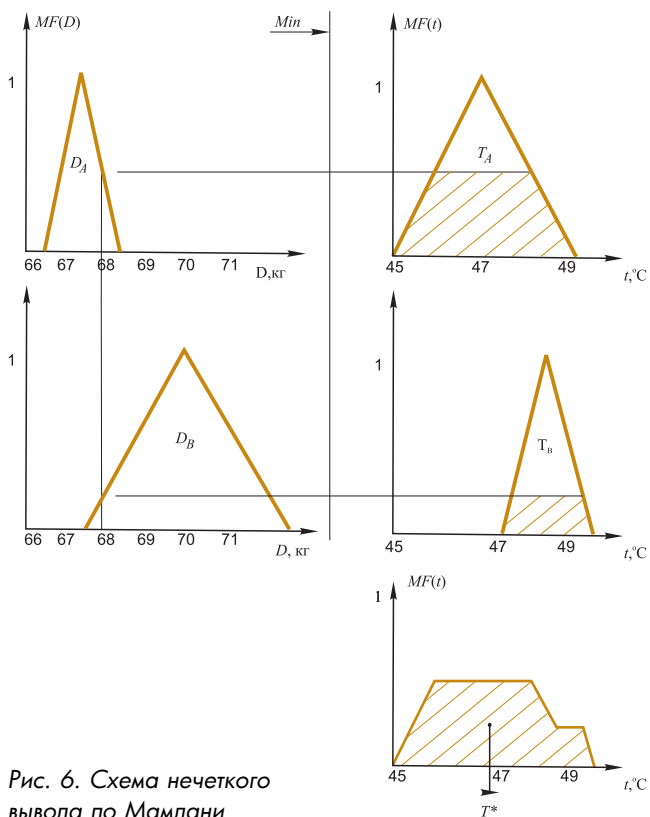 MF(D)
Min
MF(t)
1
1
D_A
T_A
66 67 68 69 70 71
D,кг
45 47 49
t,°C
1
1
D_B
T_в
66 67 68 69 70 71
D, кг
45 47 49
t,°C
MF(t)
1
45 47 49
t,°C
T*
Рис. 6. Схема нечеткого
вывода по Мамдани